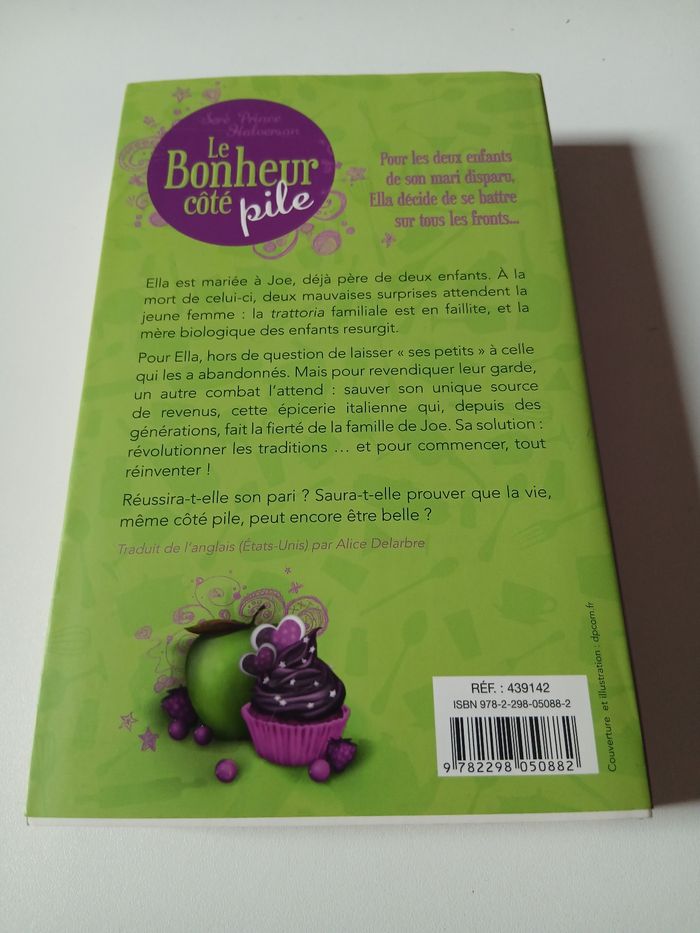 Seré Prince
Halverson
Le
Bonheur
côté
pile
Pour les deux enfants
de son mari disparu,
Ella décide de se battre
sur tous les fronts...
Ella est mariée à Joe, déjà père de deux enfants. À la
mort de celui-ci, deux mauvaises surprises attendent la
jeune femme : la trattoria familiale est en faillite, et la
mère biologique des enfants resurgit.
Pour Ella, hors de question de laisser « ses petits » à celle
qui les a abandonnés. Mais pour revendiquer leur garde,
un autre combat l'attend : sauver son unique source
de revenus, cette épicerie italienne qui, depuis des
générations, fait la fierté de la famille de Joe. Sa solution :
révolutionner les traditions ... et pour commencer, tout
réinventer !
Réussira-t-elle son pari ? Saura-t-elle prouver que la vie,
même côté pile, peut encore être belle ?
Traduit de l'anglais (États-Unis) par Alice Delarbre
RÉF. : 439142
ISBN 978-2-298-05088-2
9 782298 050882
Couverture et illustration : dpcom.fr